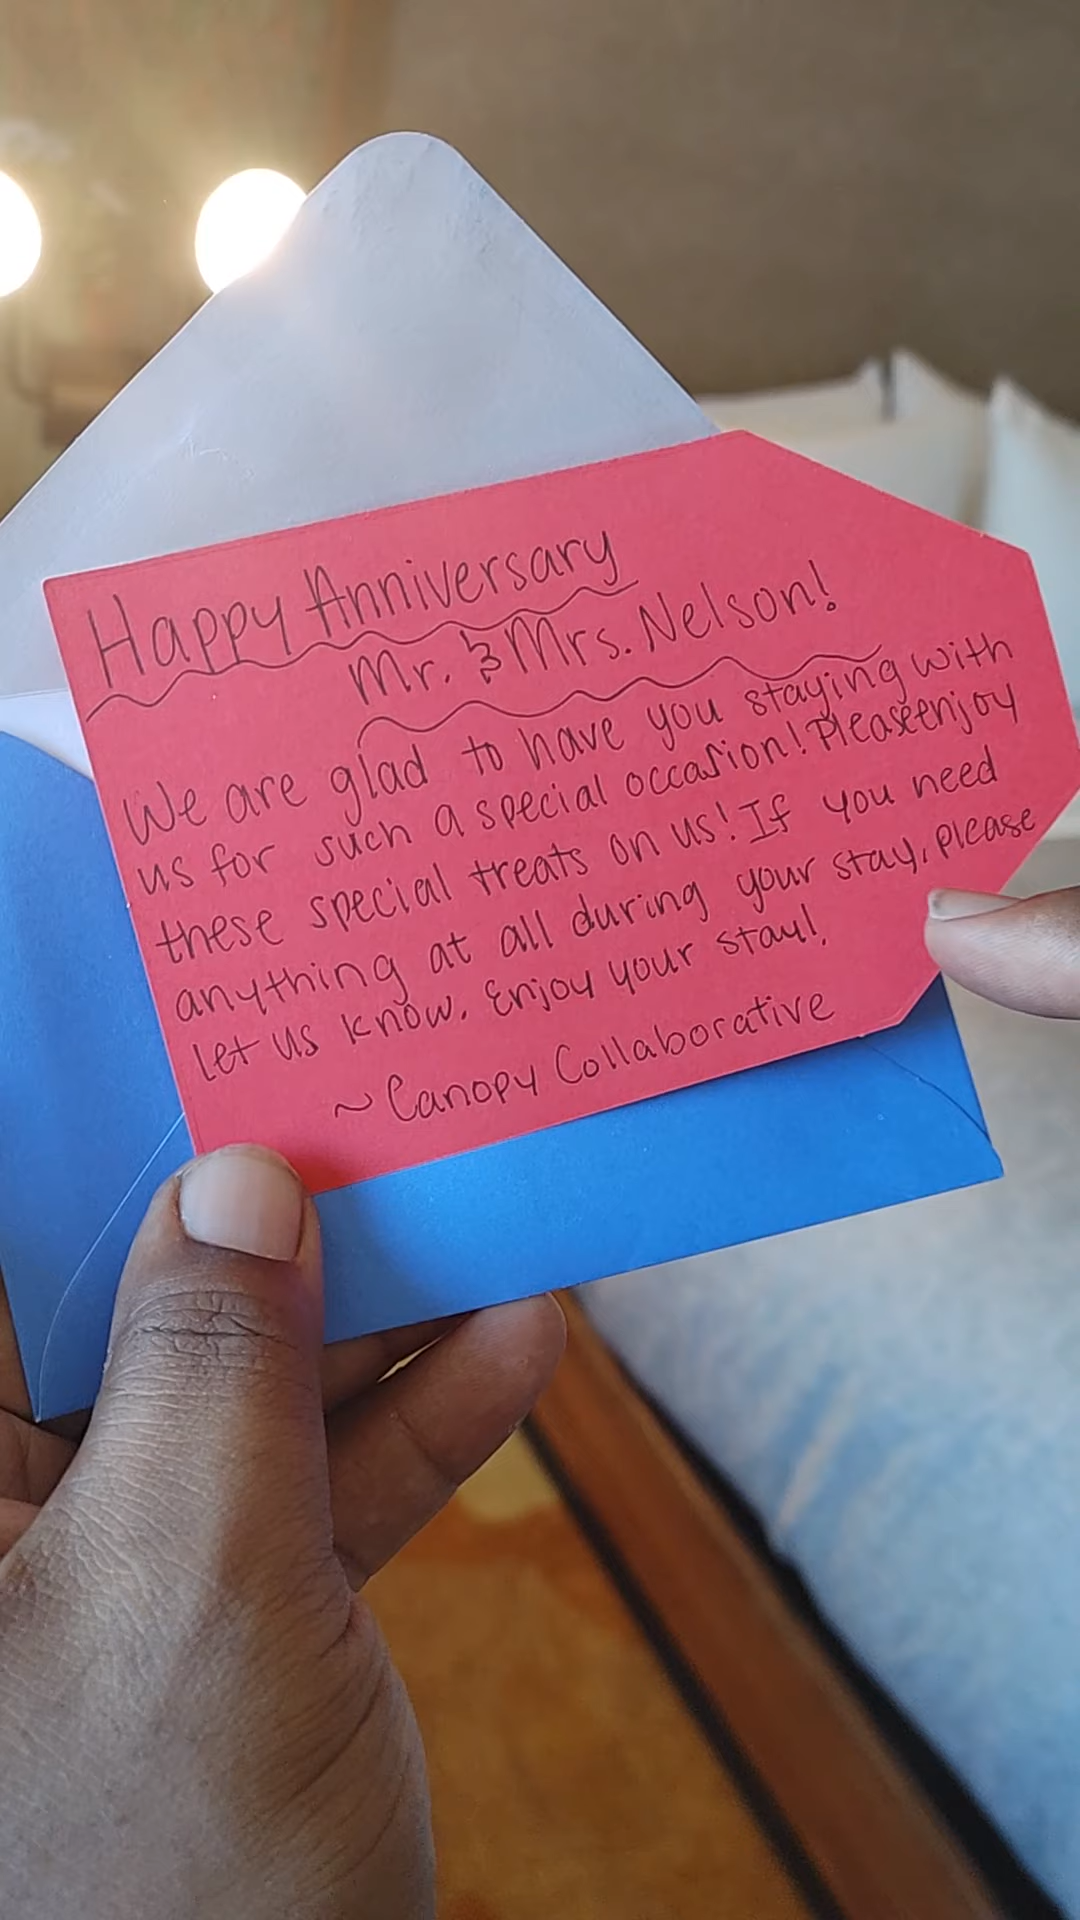 Happy Anniversary
Mr. & Mrs. Nelson!
We are glad to have you staying with
us for such a special occasion! Please enjoy
these special treats on us! If you need
anything at all during your stay, please
let us know. Enjoy your stay!
~Canopy Collaborative